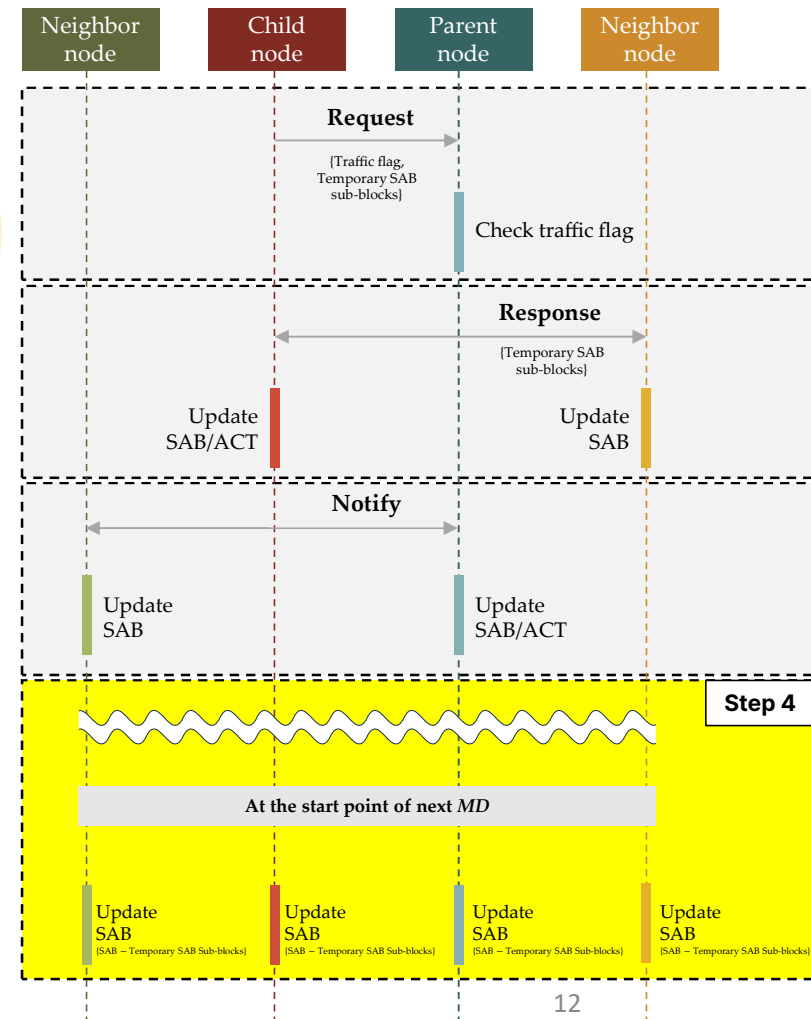 Neighbor
node
Child
node
Parent
node
Neighbor
node
Request
{Traffic flag,
Temporary SAB
sub-blocks}
Check traffic flag
Response
{Temporary SAB
sub-blocks}
Update
SAB/ACT
Update
SAB
Notify
Update
SAB
Update
SAB/ACT
Step 4
At the start point of next MD
Update
SAB
{SAB – Temporary SAB Sub-blocks}
Update
SAB
{SAB – Temporary SAB Sub-blocks}
Update
SAB
{SAB – Temporary SAB Sub-blocks}
Update
SAB
{SAB – Temporary SAB Sub-blocks}
12